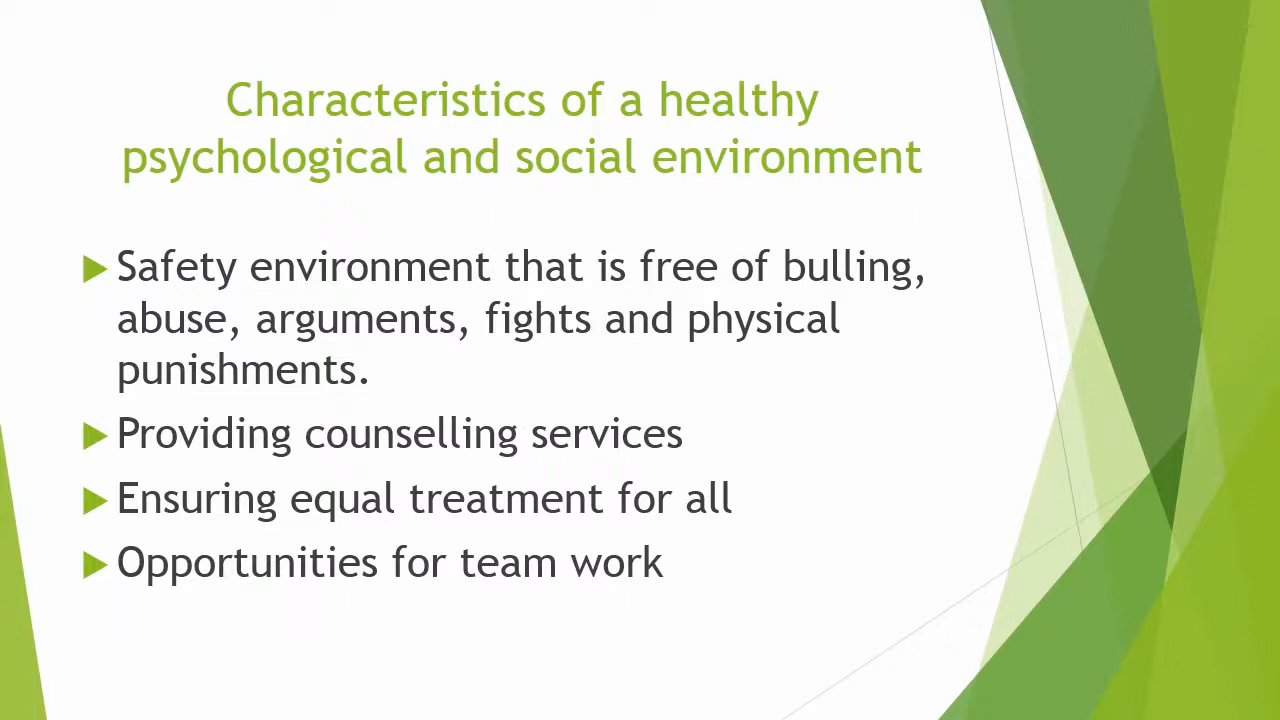 Characteristics of a healthy
psychological and social environment
Safety environment that is free of bulling,
abuse, arguments, fights and physical
punishments.
Providing counselling services
Ensuring equal treatment for all
Opportunities for team work